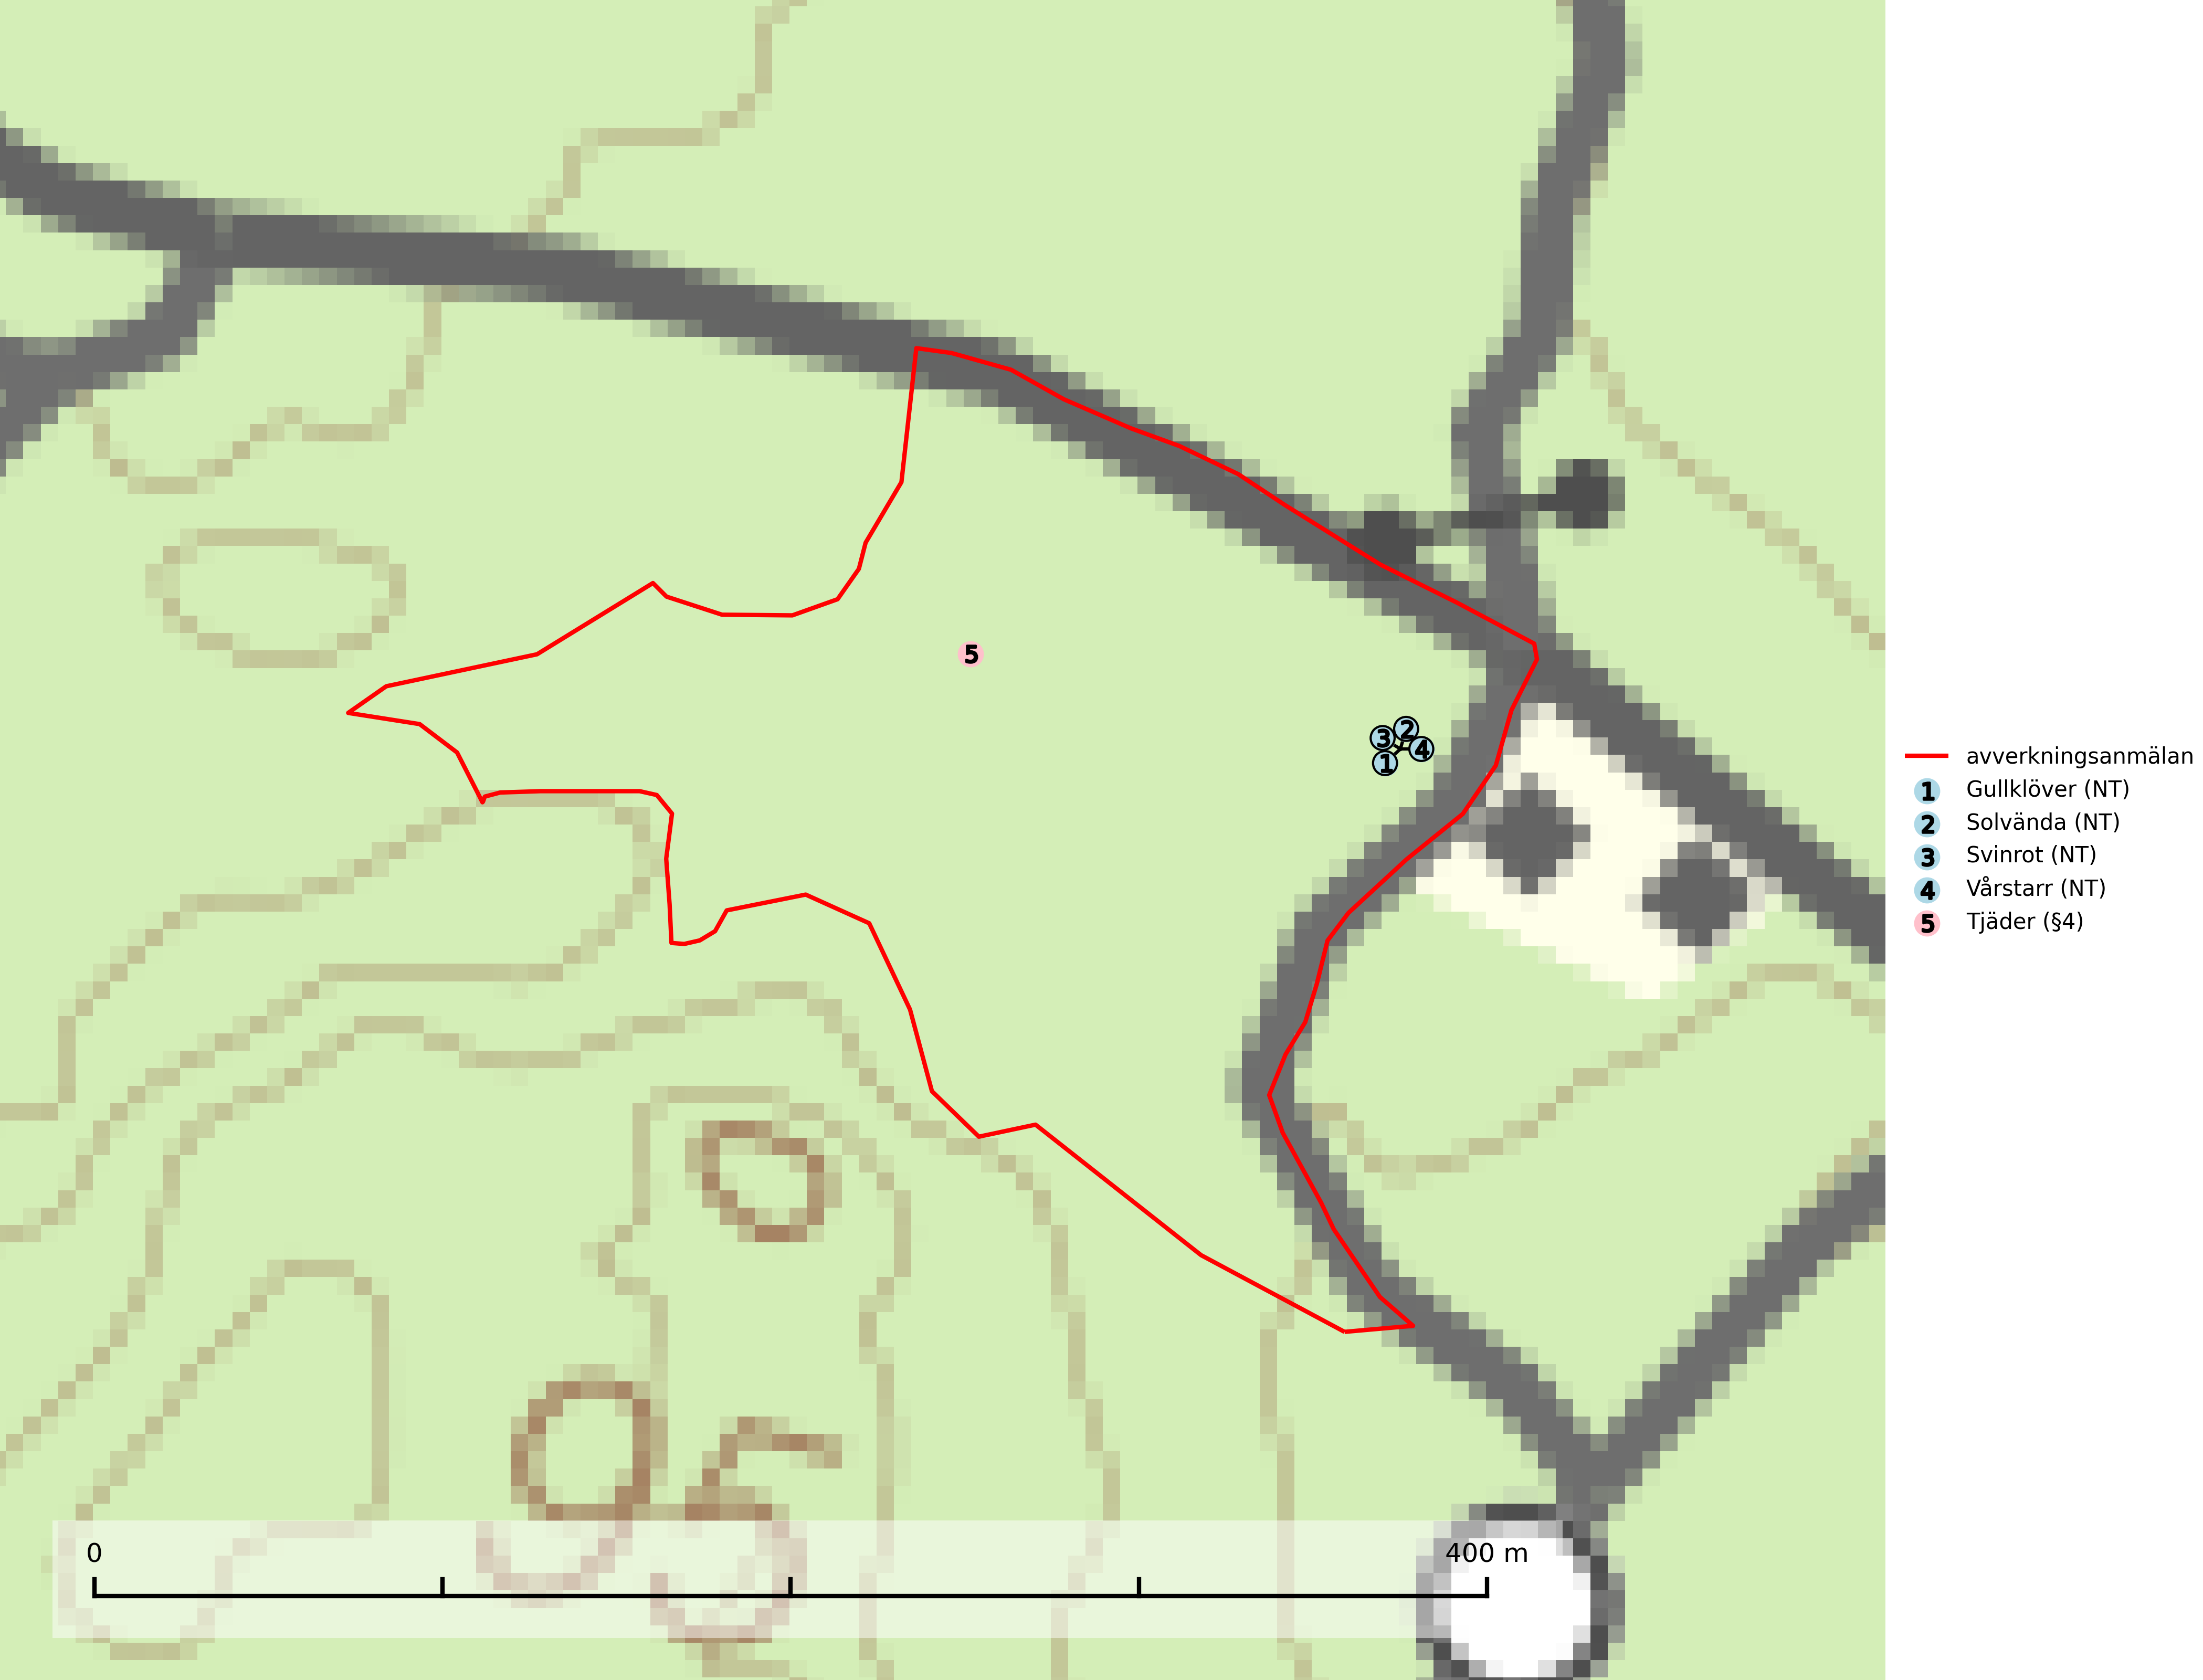 5
2
3
4
1
avverkningsanmälan
1 Gullklöver (NT)
2 Solvända (NT)
3 Svinrot (NT)
4 Vårstarr (NT)
5 Tjäder (§4)
0 400 m